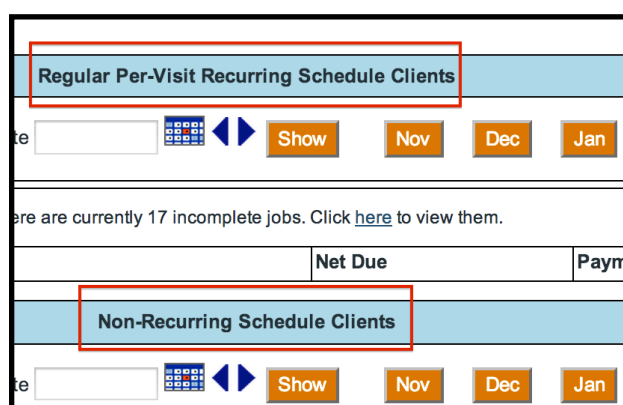 Regular Per-Visit Recurring Schedule Clients
te Show Nov Dec Jan
ere are currently 17 incomplete jobs. Click here to view them.
Net Due Paym
Non-Recurring Schedule Clients
te Show Nov Dec Jan